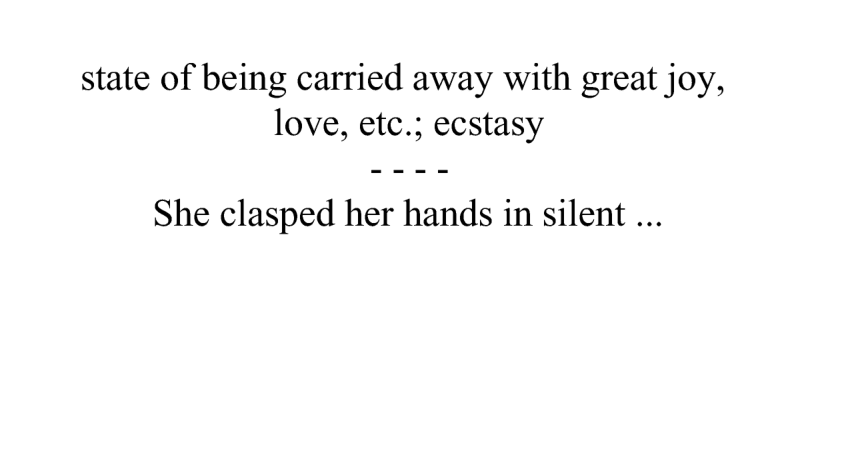 state of being carried away with great joy,
love, etc.; ecstasy
- - - -
She clasped her hands in silent ...